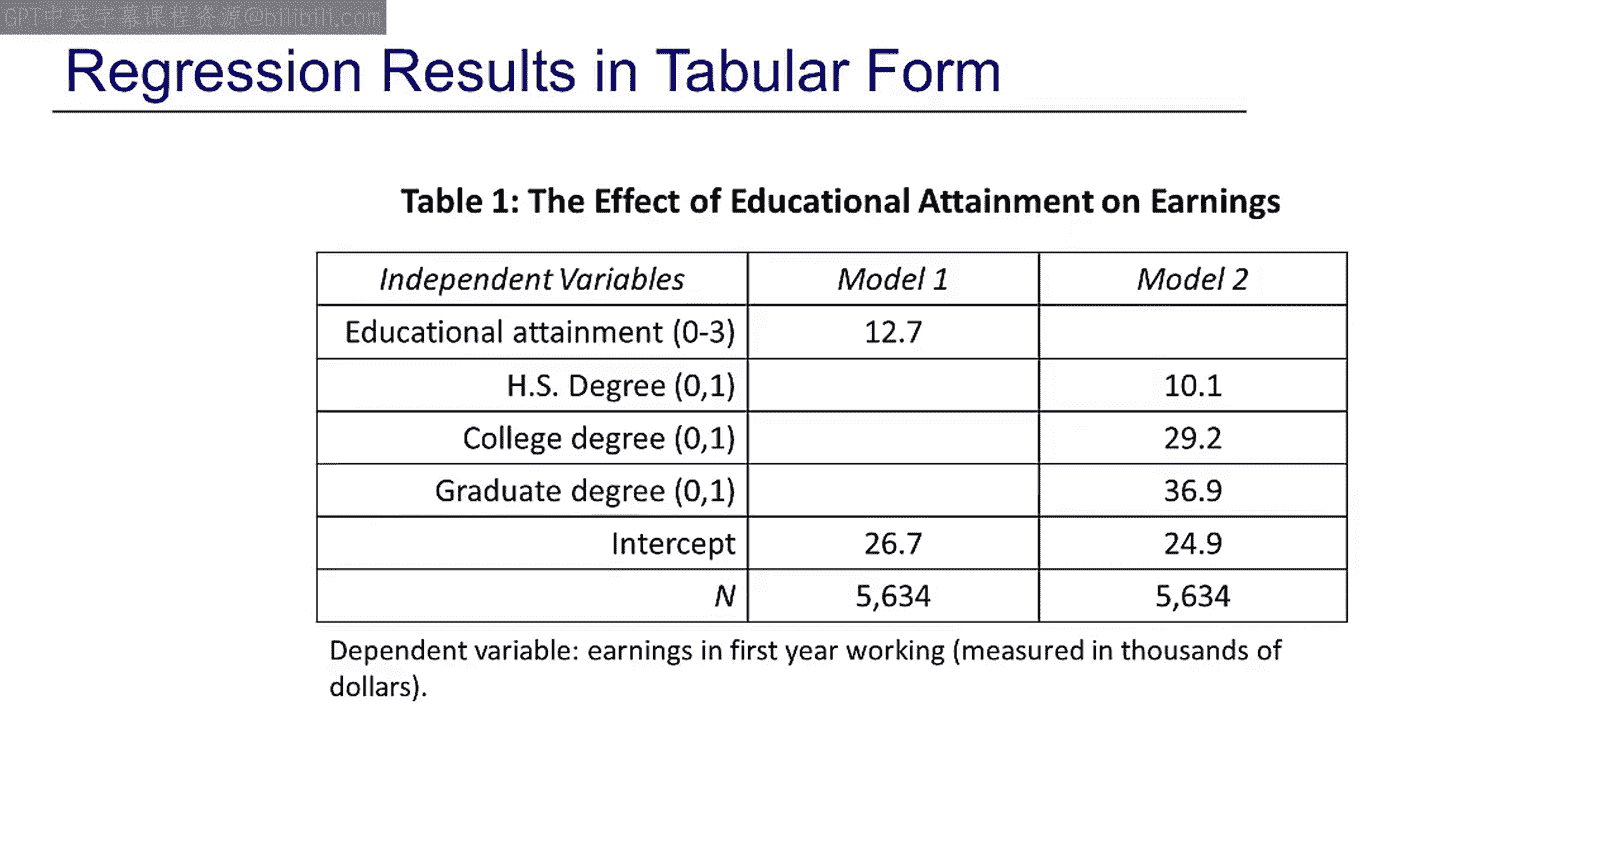 GPT中英字幕课程资源@bilibili.com
Regression Results in Tabular Form
Table 1: The Effect of Educational Attainment on Earnings
Independent Variables Model 1 Model 2
Educational attainment (0-3) 12.7
H.S. Degree (0,1) 10.1
College degree (0,1) 29.2
Graduate degree (0,1) 36.9
Intercept 26.7 24.9
N 5,634 5,634
Dependent variable: earnings in first year working (measured in thousands of
dollars).